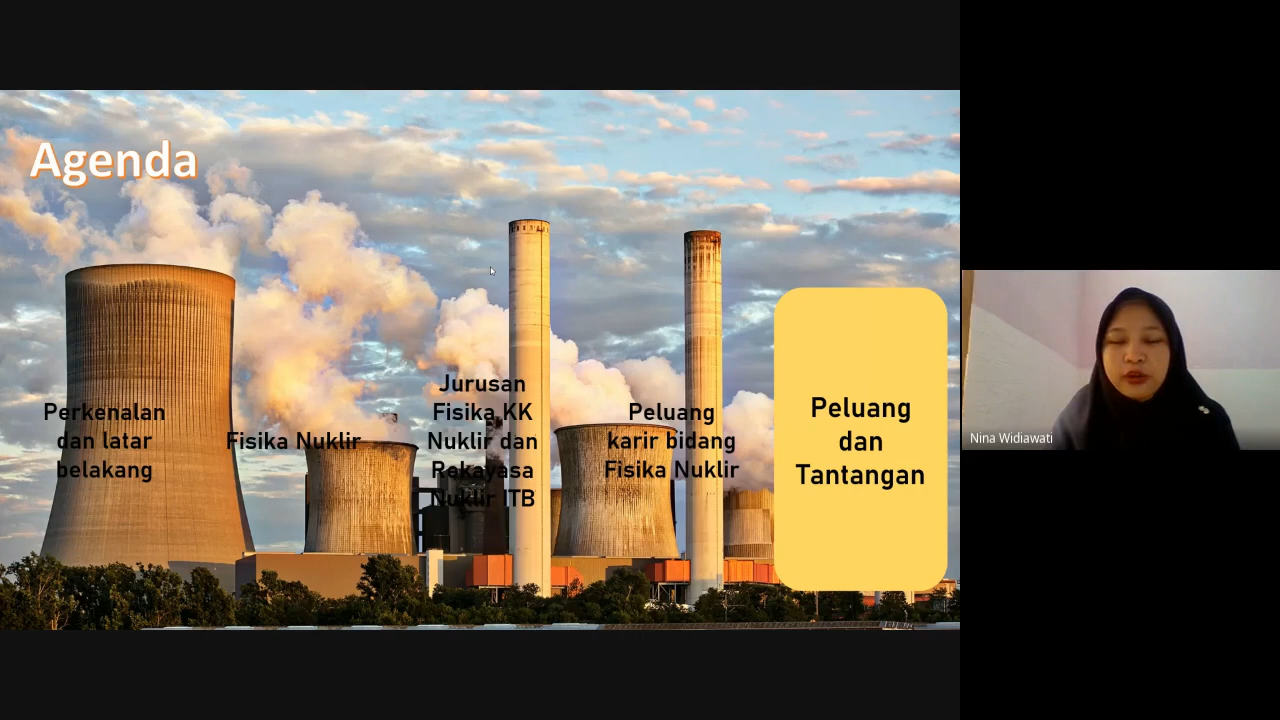 Agenda
Perkenalan
dan latar
belakang
Fisika Nuklir
Jurusan
Fisika KK
Nuklir dan
Rekayasa
Nuklir ITB
Peluang
karir bidang
Fisika Nuklir
Peluang
dan
Tantangan
Nina Widiawati